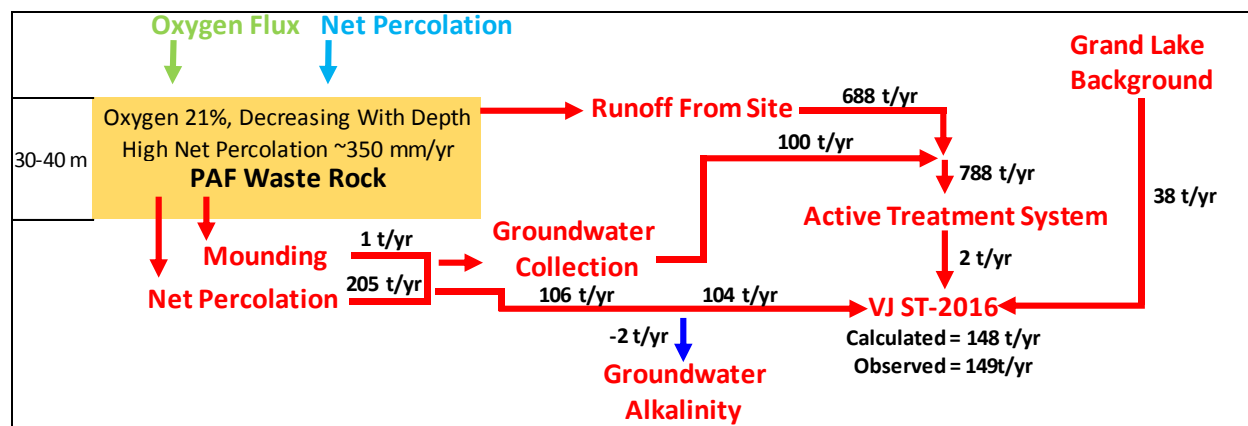 Oxygen Flux
Net Percolation
Grand Lake
Background
30-40 m
Oxygen 21%, Decreasing With Depth
High Net Percolation ~350 mm/yr
PAF Waste Rock
Runoff From Site
688 t/yr
100 t/yr
788 t/yr
38 t/yr
Active Treatment System
Mounding
1 t/yr
Groundwater
Collection
2 t/yr
Net Percolation
205 t/yr
106 t/yr
104 t/yr
VJ ST-2016
Calculated = 148 t/yr
Observed = 149t/yr
-2 t/yr
Groundwater
Alkalinity